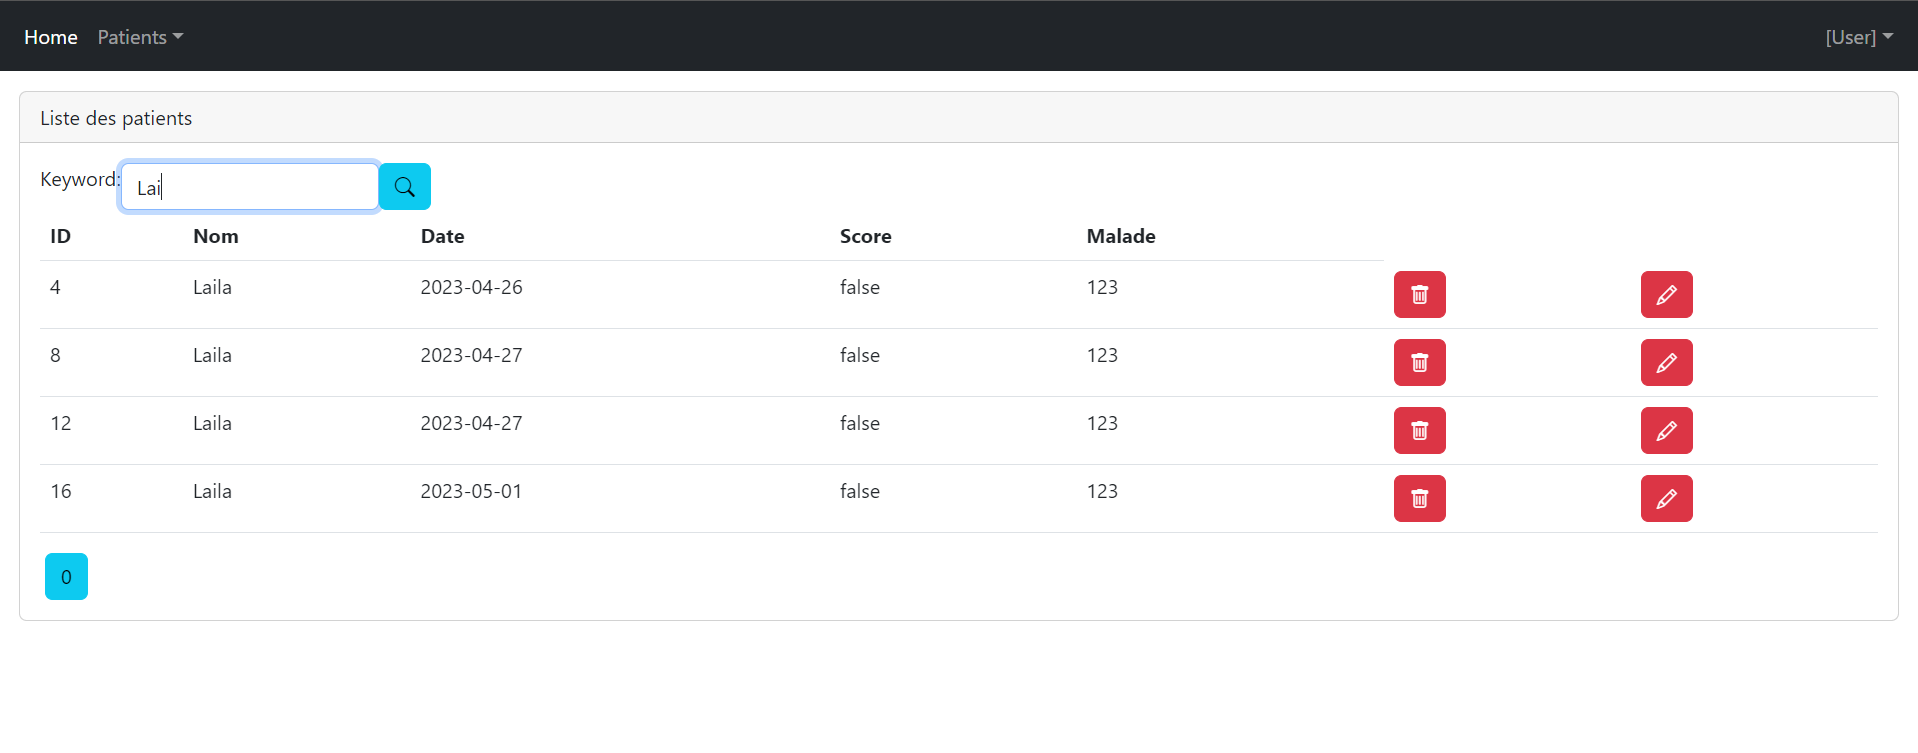 Home Patients [User]
Liste des patients
Keyword: Lai
ID Nom Date Score Malade
4 Laila 2023-04-26 false 123
8 Laila 2023-04-27 false 123
12 Laila 2023-04-27 false 123
16 Laila 2023-05-01 false 123
0